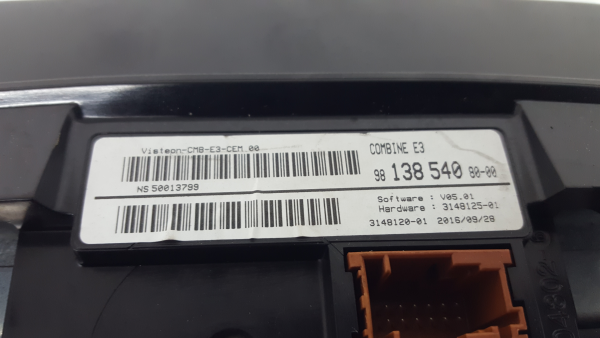 Visteon-CMB-E3-CEM.00
NS 50013799
COMBINE E3
98 138 540 80-00
Software : V05.01
Hardware : 3148125-01
3148120-01 2016/09/28